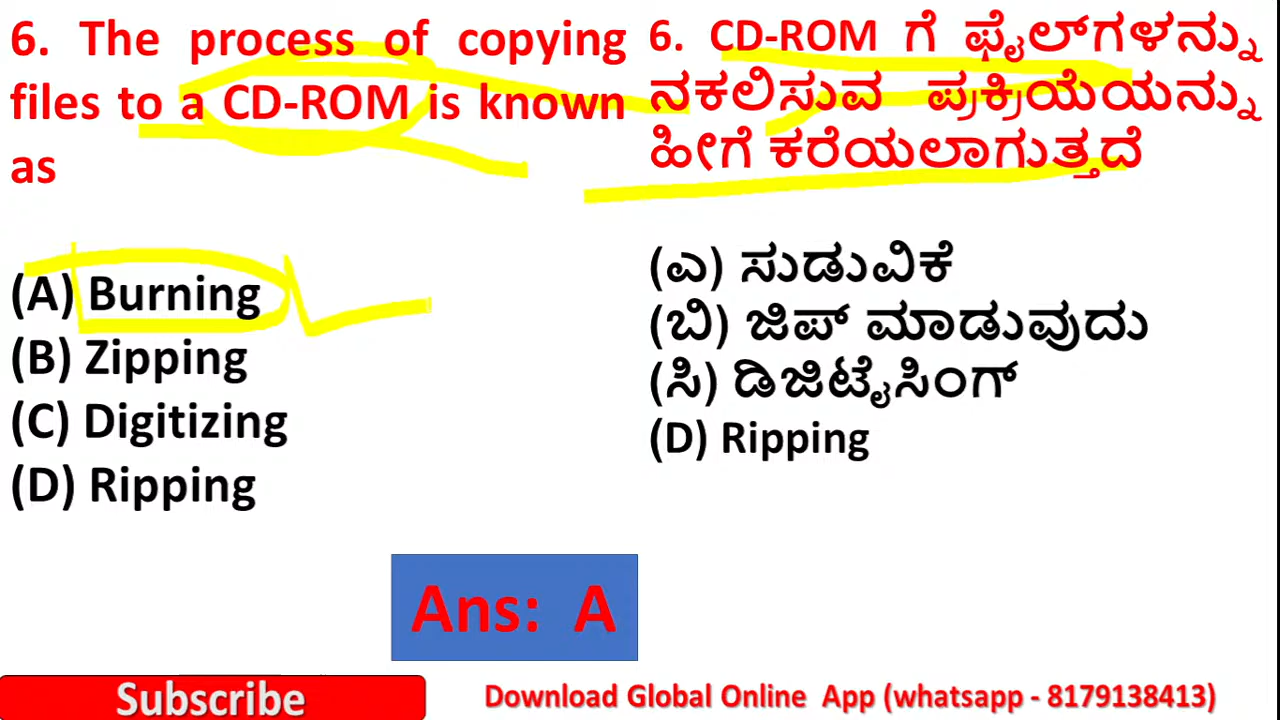 6. The process of copying
files to a CD-ROM is known
as
(A) Burning
(B) Zipping
(C) Digitizing
(D) Ripping
6. CD-ROM ಗೆ ಫೈಲ್‌ಗಳನ್ನು
ನಕಲಿಸುವ ಪ್ರಕ್ರಿಯೆಯನ್ನು
ಹೀಗೆ ಕರೆಯಲಾಗುತ್ತದೆ
(ಎ) ಸುಡುವಿಕೆ
(ಬಿ) ಜಿಪ್ ಮಾಡುವುದು
(ಸಿ) ಡಿಜಿಟೈಸಿಂಗ್
(D) Ripping
Ans: A
Subscribe
Download Global Online App (whatsapp - 8179138413)